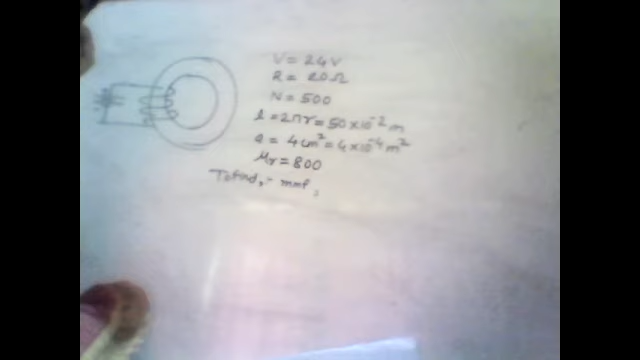 V = 24V
R = 20Ω
N = 500
l = 2πr = 50×10⁻² m
a = 4cm² = 4×10⁻⁴ m²
μr = 800
To find,- mmf,